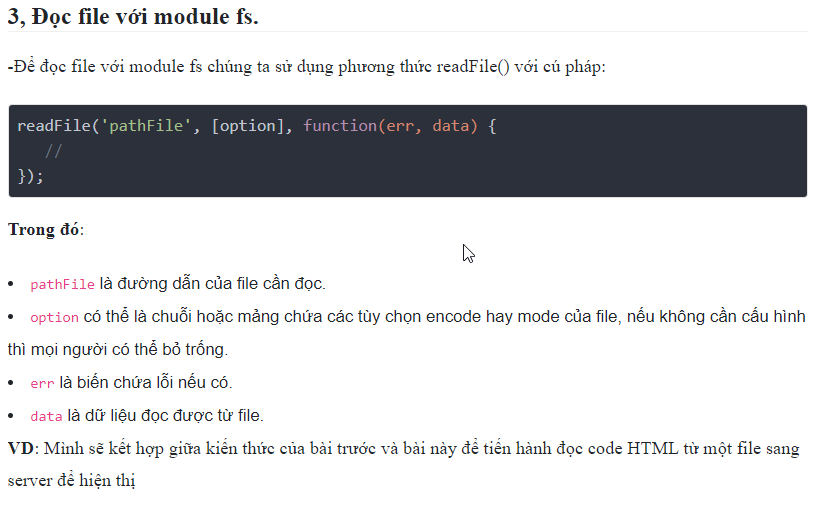 3, Đọc file với module fs.
-Để đọc file với module fs chúng ta sử dụng phương thức readFile() với cú pháp:
readFile('pathFile', [option], function(err, data) {
//
});
Trong đó:
• pathFile là đường dẫn của file cần đọc.
• option có thể là chuỗi hoặc mảng chứa các tùy chọn encode hay mode của file, nếu không cần cấu hình
thì mọi người có thể bỏ trống.
• err là biến chứa lỗi nếu có.
• data là dữ liệu đọc được từ file.
VD: Mình sẽ kết hợp giữa kiến thức của bài trước và bài này để tiến hành đọc code HTML từ một file sang
server để hiện thị